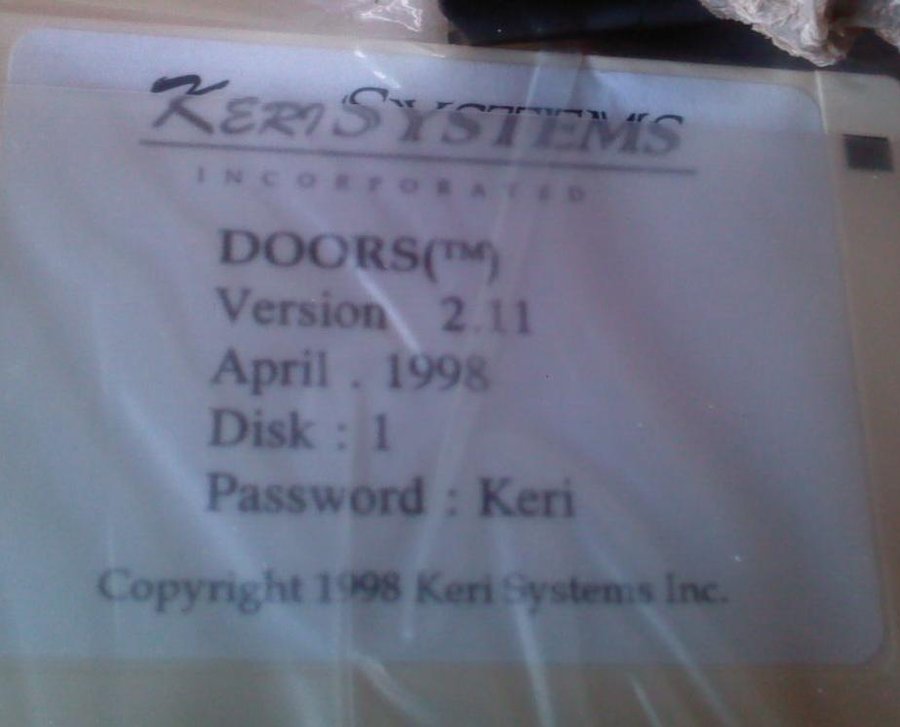 KERI SYSTEMS
INCORPORATED
DOORS(™)
Version 2.11
April . 1998
Disk : 1
Password : Keri
Copyright 1998 Keri Systems Inc.